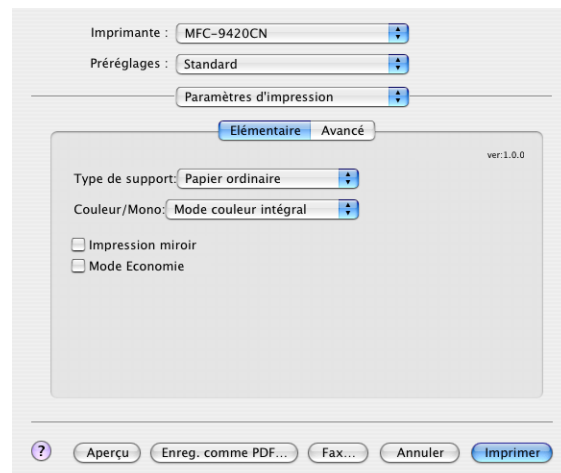 Imprimante : MFC-9420CN
Préréglages : Standard
Paramètres d'impression
Elémentaire Avancé
ver:1.0.0
Type de support: Papier ordinaire
Couleur/Mono: Mode couleur intégral
Impression miroir
Mode Economie
? Aperçu Enreg. comme PDF... Fax... Annuler Imprimer